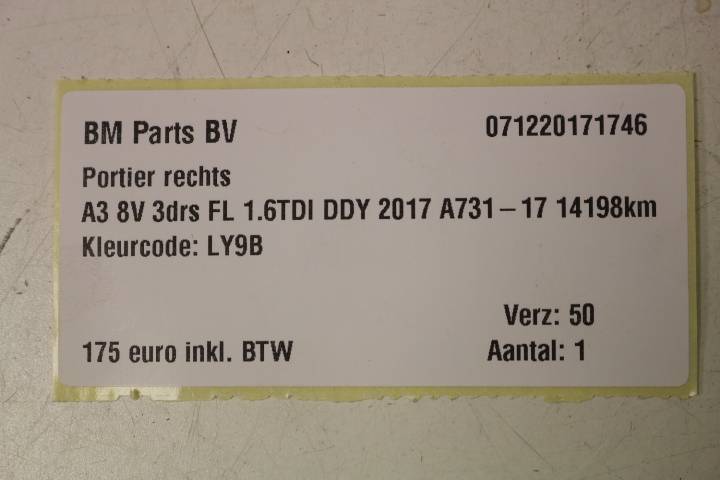 BM Parts BV 071220171746
Portier rechts
A3 8V 3drs FL 1.6TDI DDY 2017 A731-17 14198km
Kleurcode: LY9B
Verz: 50
175 euro inkl. BTW Aantal: 1